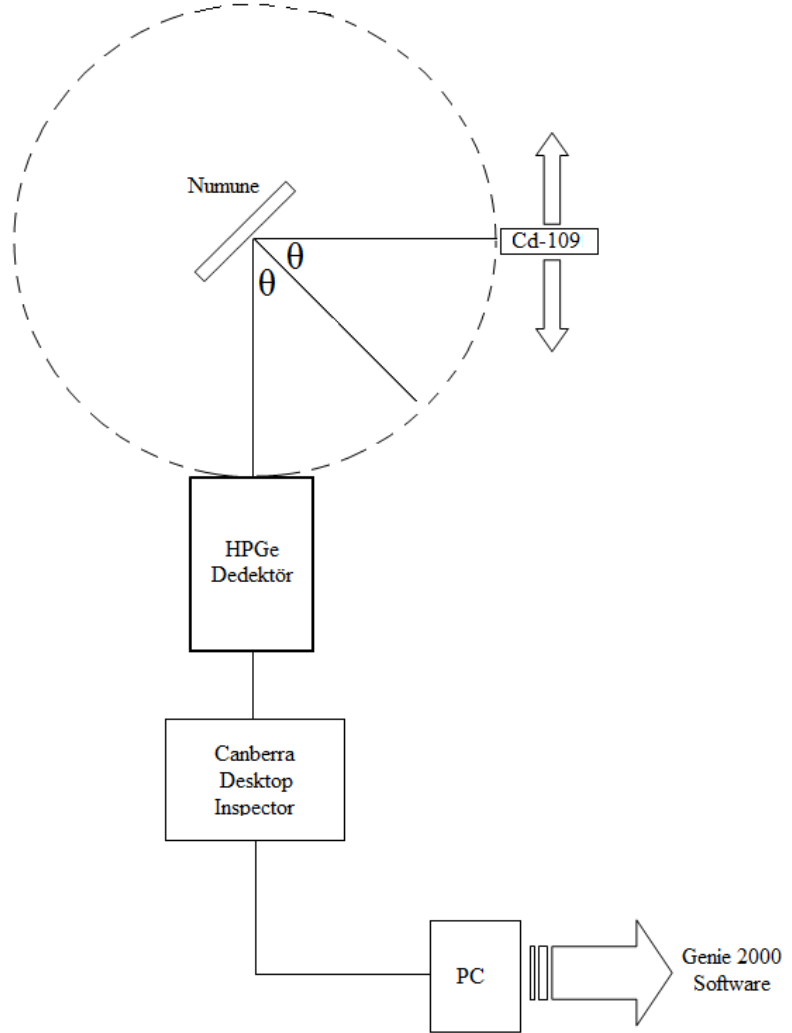 Numune
θ
θ
Cd-109
HPGe
Dedektör
Canberra
Desktop
Inspector
PC
Genie 2000
Software